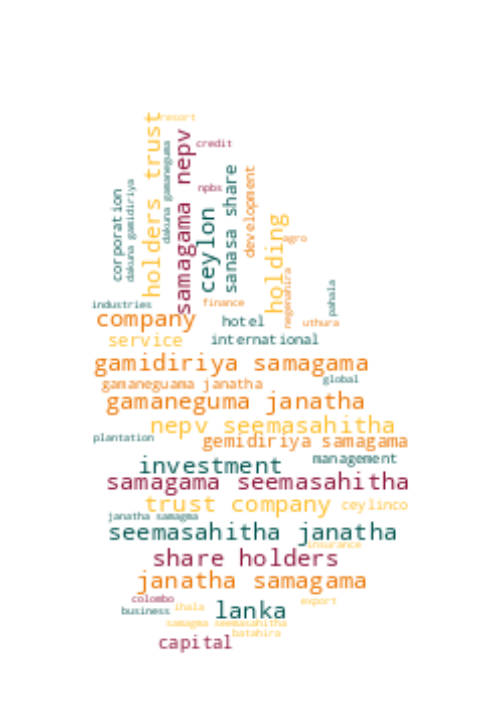 resort
holders trust
samagama nepv
credit
dakuna gamaneguma
npbs
sanasa share
development
dakuna gamidiriya
corporation
ceylon
holding
agro
negenahira
pahala
industries
finance
company
hotel
uthura
service
international
gamidiriya samagama
global
gamaneguama janatha
gamaneguma janatha
nepv seemasahitha
plantation
gemidiriya samagama
investment
management
samagama seemasahitha
trust company
ceylinco
janatha samagma
seemasahitha janatha
insurance
share holders
janatha samagama
colombo
ihala
export
business
lanka
samagma seemasahitha
batahira
capital